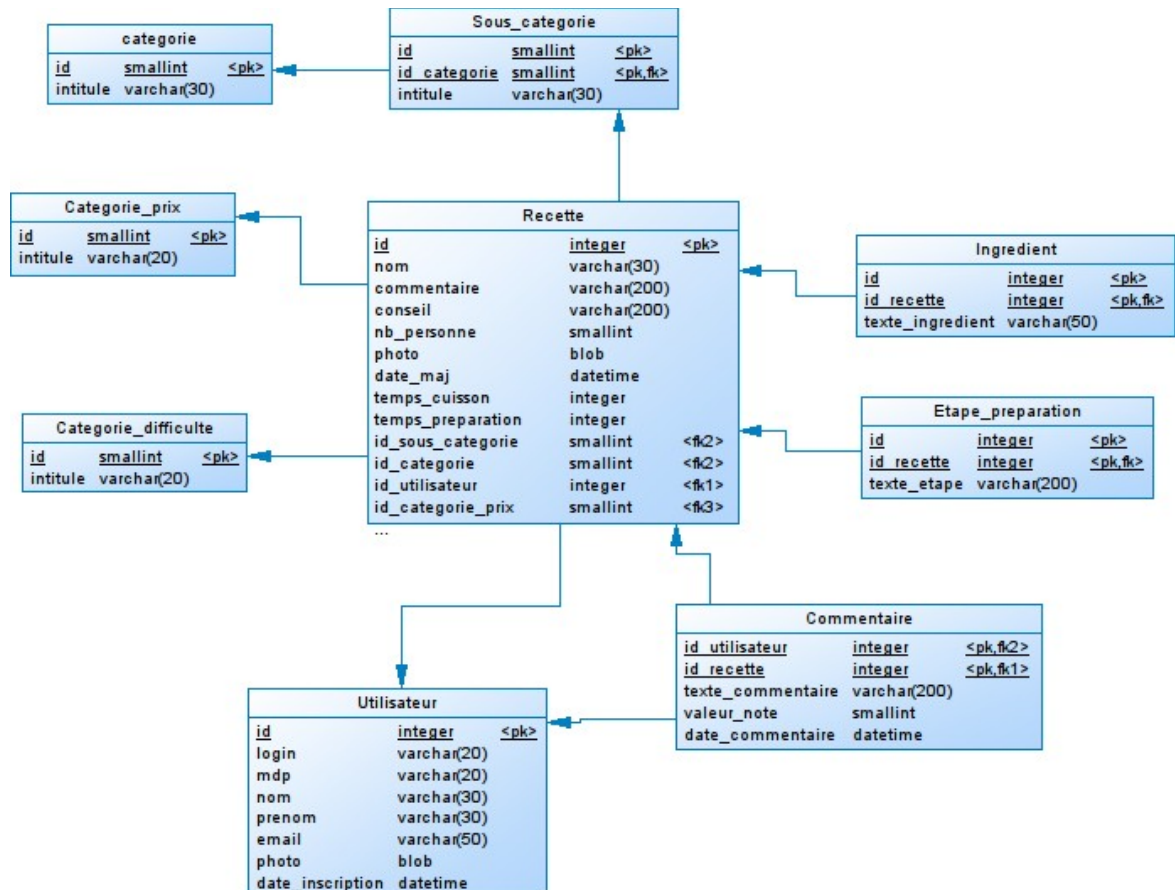 categorie
id smallint <pk>
intitule varchar(30)
Sous_categorie
id smallint <pk>
id_categorie smallint <pk,fk>
intitule varchar(30)
Categorie_prix
id smallint <pk>
intitule varchar(20)
Recette
id integer <pk>
nom varchar(30)
commentaire varchar(200)
conseil varchar(200)
nb_personne smallint
photo blob
date_maj datetime
temps_cuisson integer
temps_preparation integer
id_sous_categorie smallint <fk2>
id_categorie smallint <fk2>
id_utilisateur integer <fk1>
id_categorie_prix smallint <fk3>
...
Ingredient
id integer <pk>
id_recette integer <pk,fk>
texte_ingredient varchar(50)
Categorie_difficulte
id smallint <pk>
intitule varchar(20)
Etape_preparation
id integer <pk>
id_recette integer <pk,fk>
texte_etape varchar(200)
Commentaire
id_utilisateur integer <pk,fk2>
id_recette integer <pk,fk1>
texte_commentaire varchar(200)
valeur_note smallint
date_commentaire datetime
Utilisateur
id integer <pk>
login varchar(20)
mdp varchar(20)
nom varchar(30)
prenom varchar(30)
email varchar(50)
photo blob
date_inscription datetime